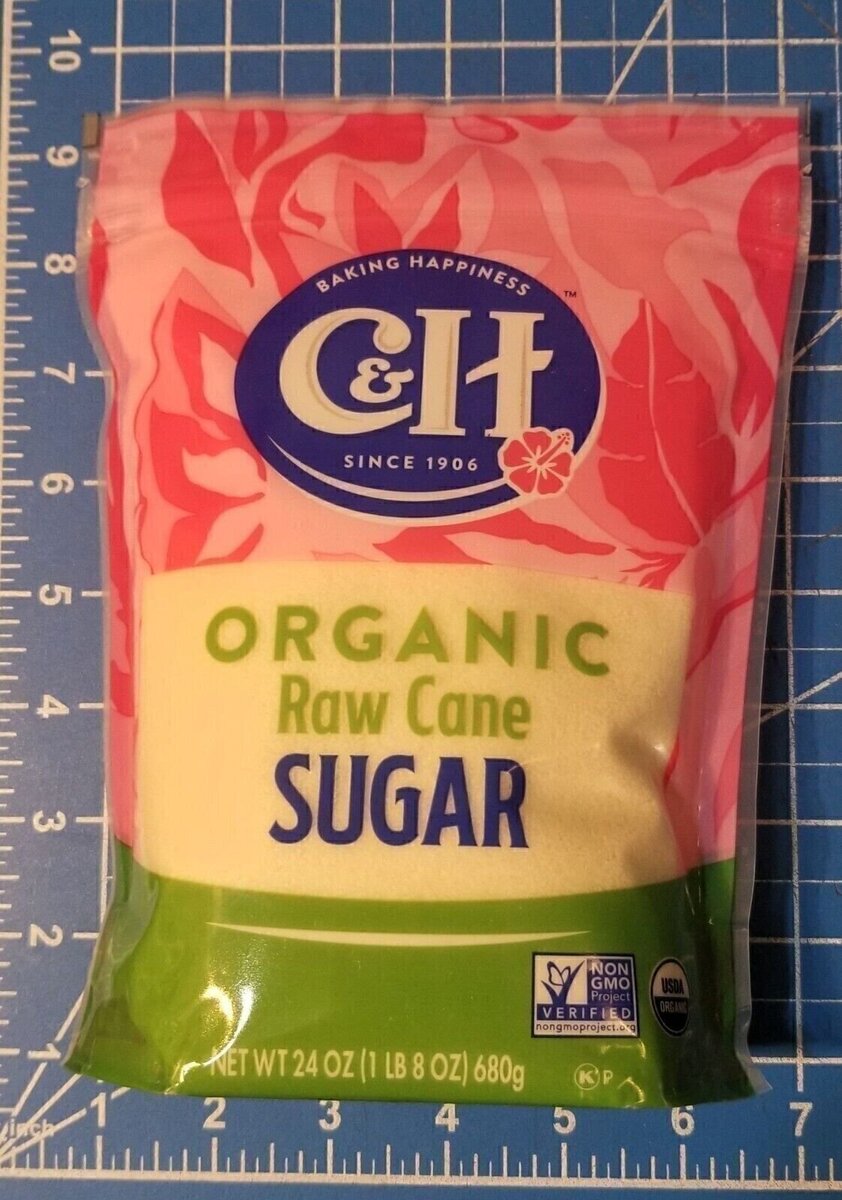 10
9
8
7
6
5
4
3
2
1
BAKING HAPPINESS
™
C&H
SINCE 1906
ORGANIC
Raw Cane
SUGAR
NON
GMO
Project
VERIFIED
nongmoproject.org
USDA
ORGANIC
NET WT 24 OZ (1 LB 8 OZ) 680g
K P
inch
1 2 3 4 5 6 7